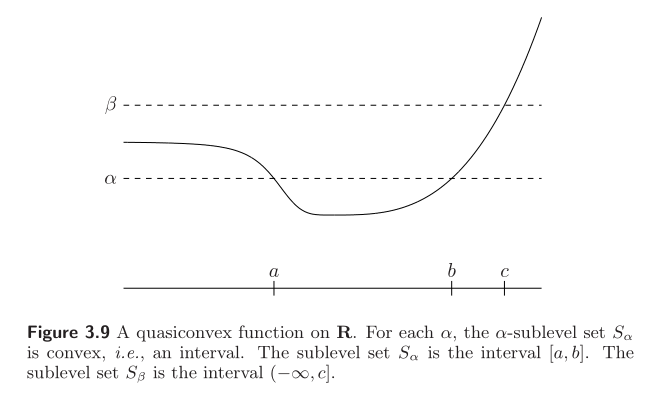 β
α
a
b
c
Figure 3.9 A quasiconvex function on R. For each α, the α-sublevel set Sα
is convex, i.e., an interval. The sublevel set Sα is the interval [a, b]. The
sublevel set Sβ is the interval (−∞, c].